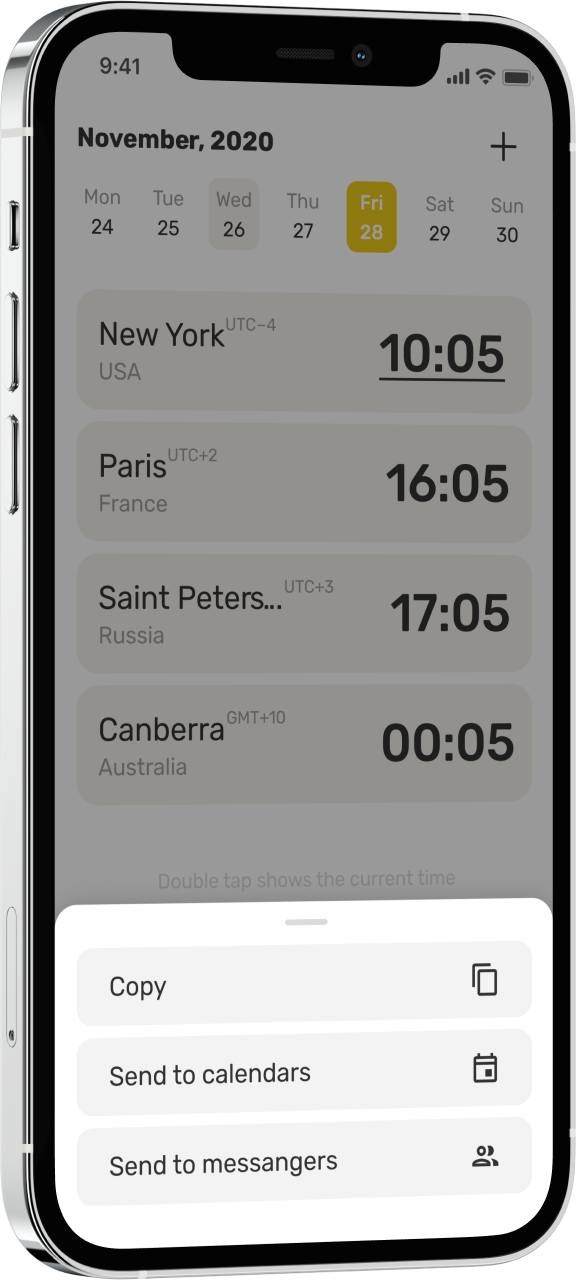 9:41
November, 2020
Mon Tue Wed Thu Fri Sat Sun
24 25 26 27 28 29 30
New York UTC–4
USA
10:05
Paris UTC+2
France
16:05
Saint Peters... UTC+3
Russia
17:05
Canberra GMT+10
Australia
00:05
Double tap shows the current time
Copy
Send to calendars
Send to messangers